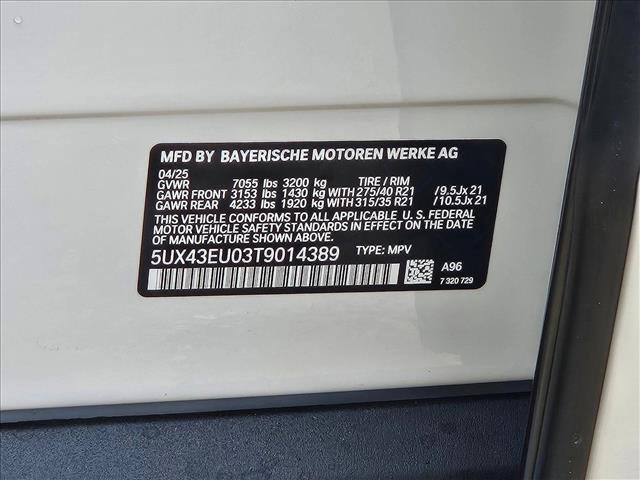 MFD BY BAYERISCHE MOTOREN WERKE AG
04/25
GVWR 7055 lbs 3200 kg TIRE / RIM
GAWR FRONT 3153 lbs 1430 kg WITH 275/40 R21 /9.5Jx21
GAWR REAR 4233 lbs 1920 kg WITH 315/35 R21 /10.5Jx21
THIS VEHICLE CONFORMS TO ALL APPLICABLE U. S. FEDERAL
MOTOR VEHICLE SAFETY STANDARDS IN EFFECT ON THE DATE
OF MANUFACTURE SHOWN ABOVE.
5UX43EU03T9014389 TYPE: MPV
A96
7 320 729